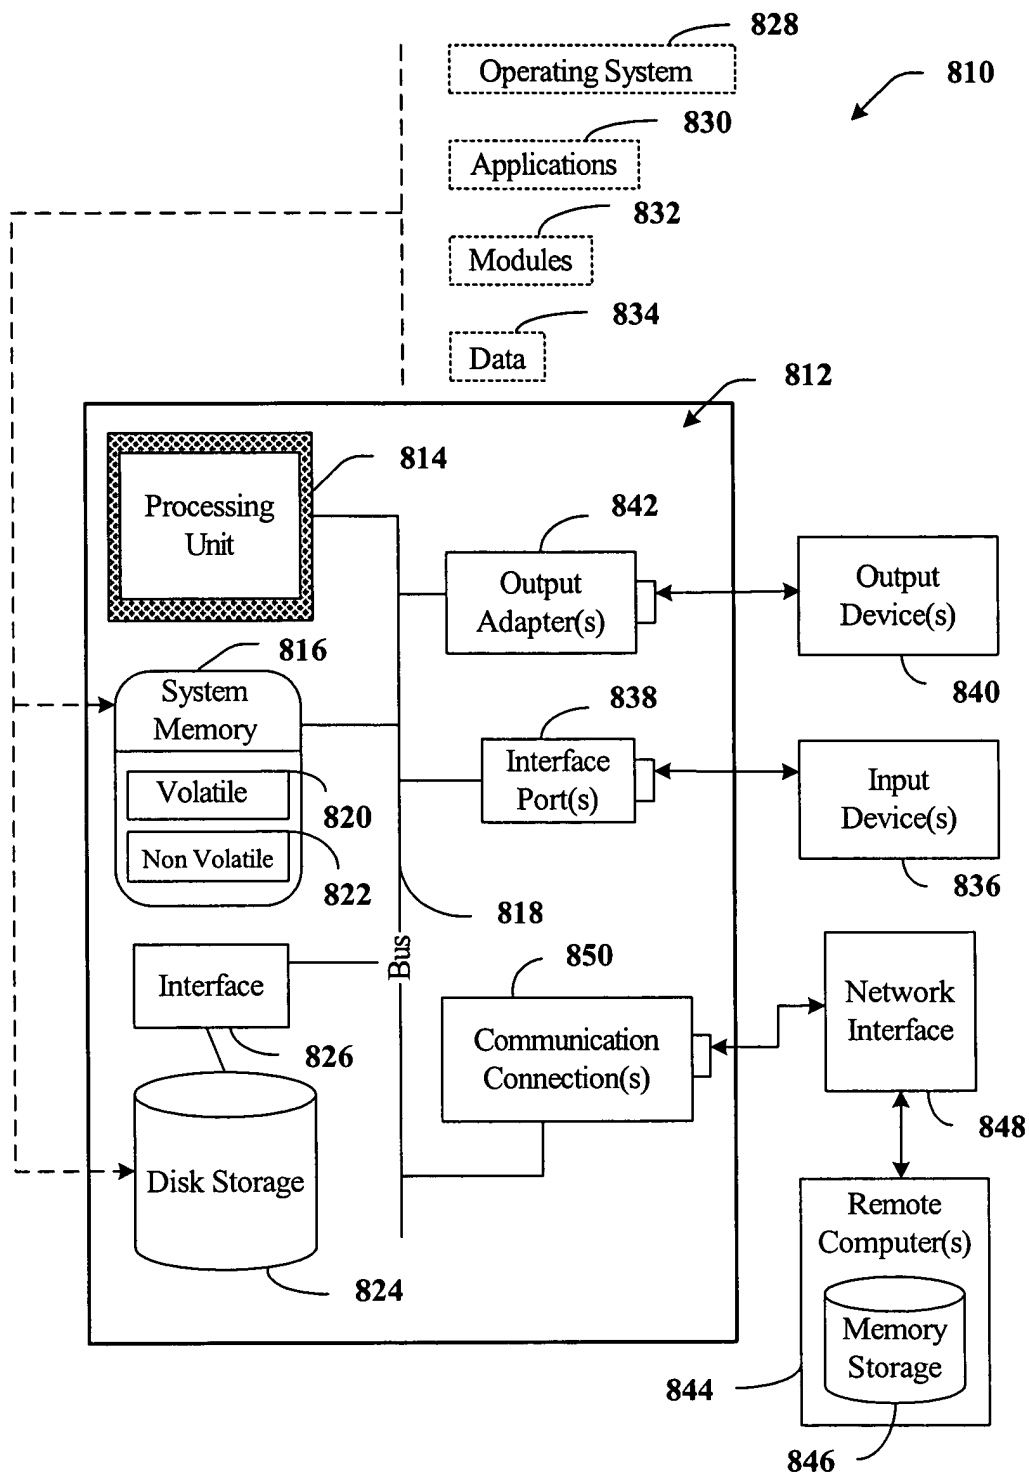 828
Operating System
810
830
Applications
832
Modules
834
Data
812
814
Processing
Unit
842
Output
Adapter(s)
Output
Device(s)
840
816
System
Memory
838
Interface
Port(s)
Input
Device(s)
836
Volatile
820
Non Volatile
822
818
Bus
850
Interface
826
Communication
Connection(s)
Network
Interface
848
Disk Storage
824
Remote
Computer(s)
Memory
Storage
844
846